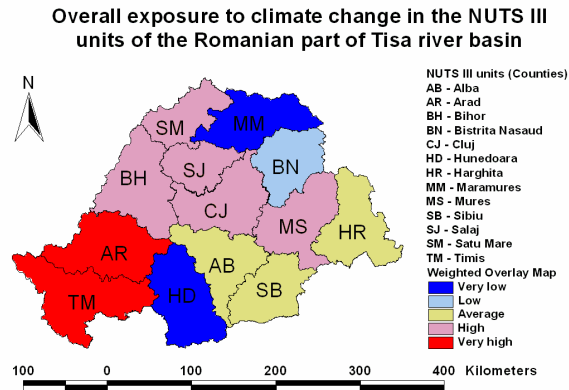 Overall exposure to climate change in the NUTS III
units of the Romanian part of Tisa river basin
N
NUTS III units (Counties)
AB - Alba
AR - Arad
BH - Bihor
BN - Bistrita Nasaud
CJ - Cluj
HD - Hunedoara
HR - Harghita
MM - Maramures
MS - Mures
SB - Sibiu
SJ - Salaj
SM - Satu Mare
TM - Timis
Weighted Overlay Map
Very low
Low
Average
High
Very high
SM
MM
SJ
BN
BH
CJ
MS
HR
AR
AB
TM
HD
SB
100 0 100 200 300 400 Kilometers